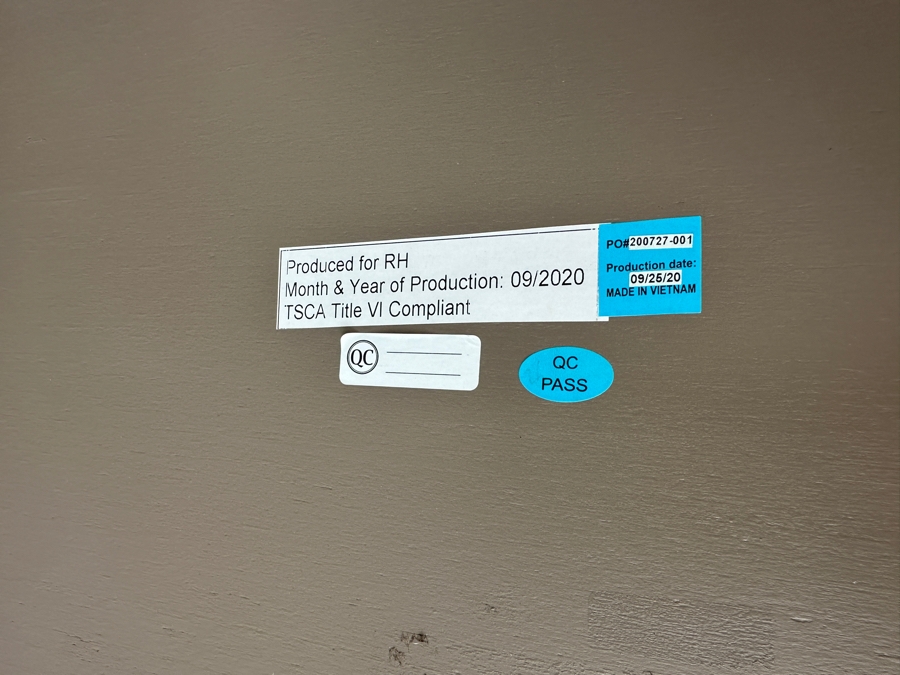 Produced for RH
Month & Year of Production: 09/2020
TSCA Title VI Compliant
PO#200727-001
Production date:
09/25/20
MADE IN VIETNAM
QC
QC
PASS